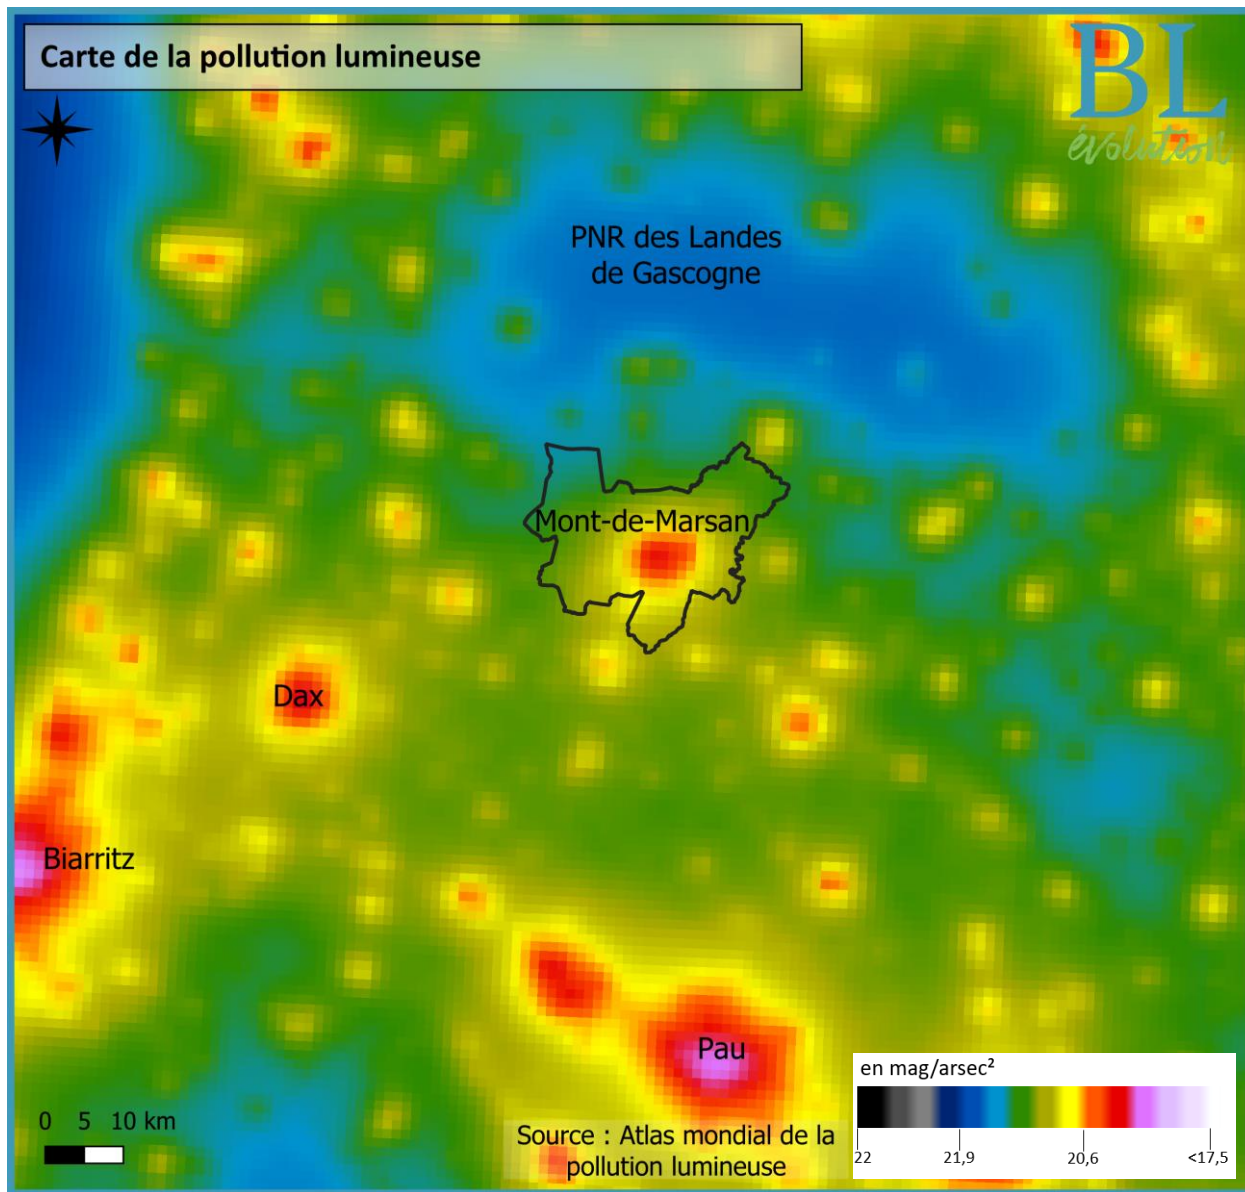 Carte de la pollution lumineuse
BL
évolution
PNR des Landes
de Gascogne
Mont-de-Marsan
Dax
Biarritz
Pau
0 5 10 km
Source : Atlas mondial de la
pollution lumineuse
en mag/arsec²
22 21,9 20,6 <17,5